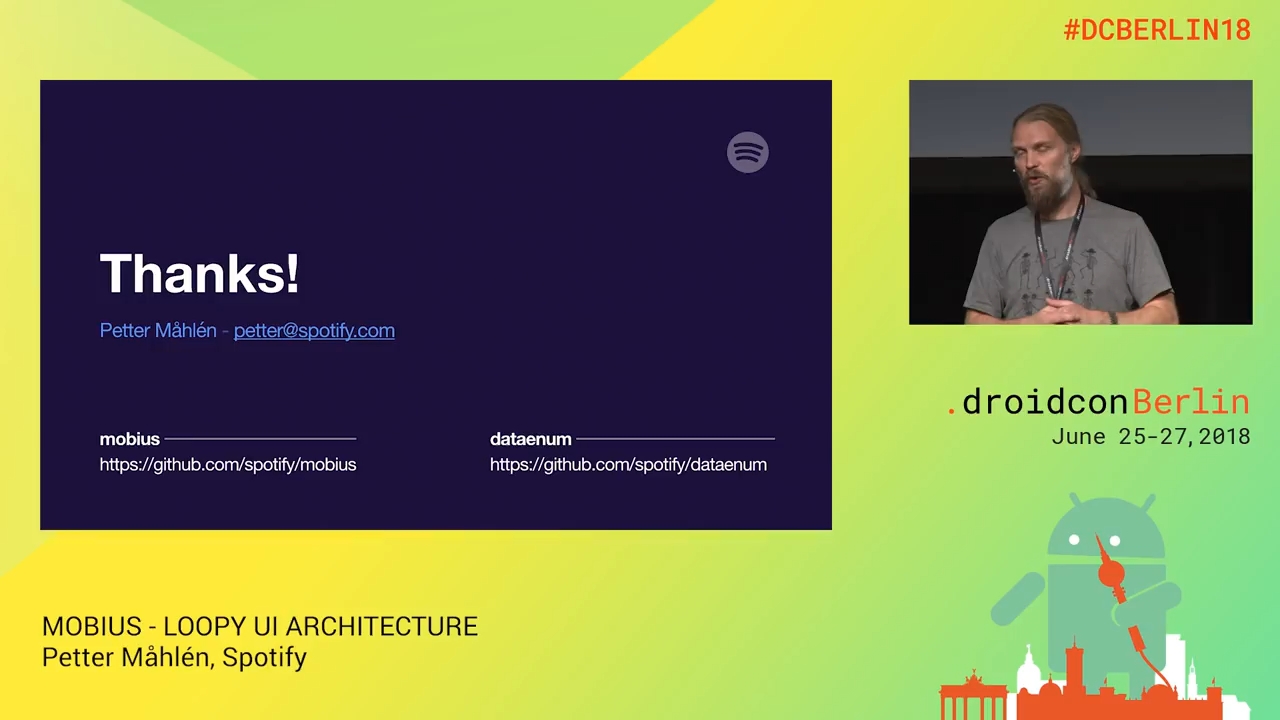 #DCBERLIN18
Thanks!
Petter Måhlén - petter@spotify.com
mobius
https://github.com/spotify/mobius
dataenum
https://github.com/spotify/dataenum
.droidconBerlin
June 25-27, 2018
MOBIUS - LOOPY UI ARCHITECTURE
Petter Måhlén, Spotify